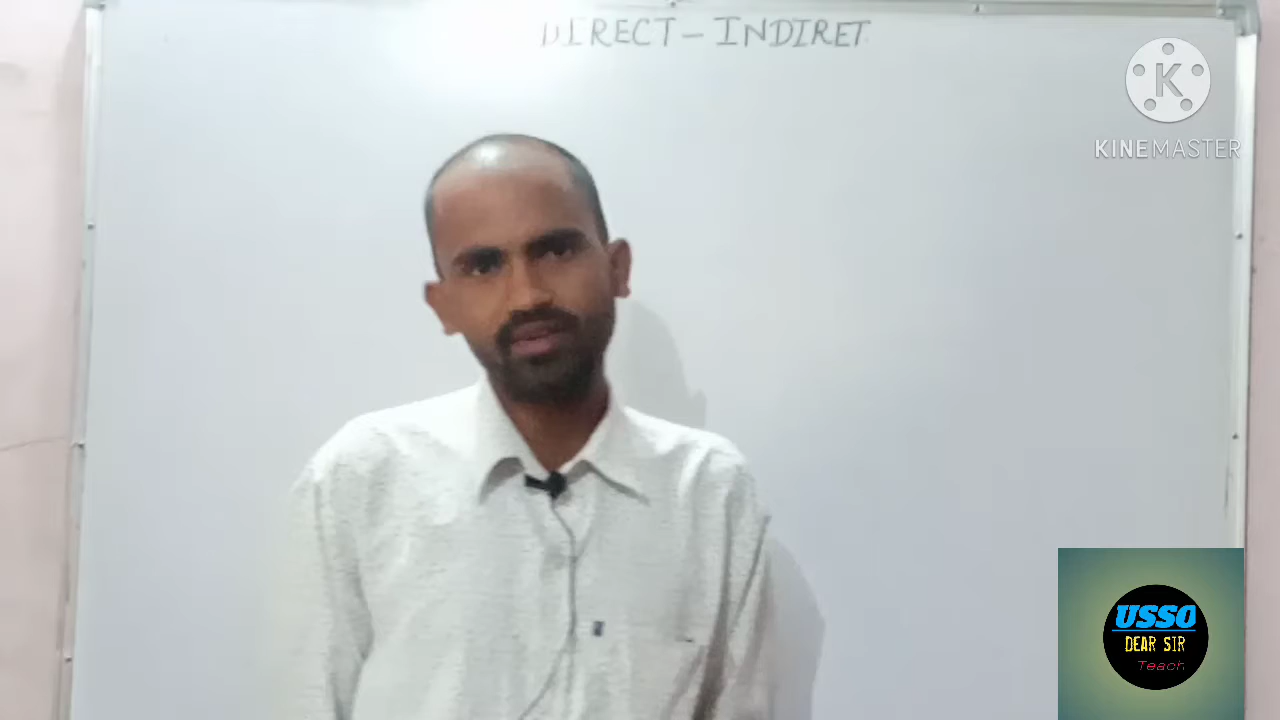 DIRECT - INDIRET
K
KINEMASTER
USSO
DEAR SIR
Teach